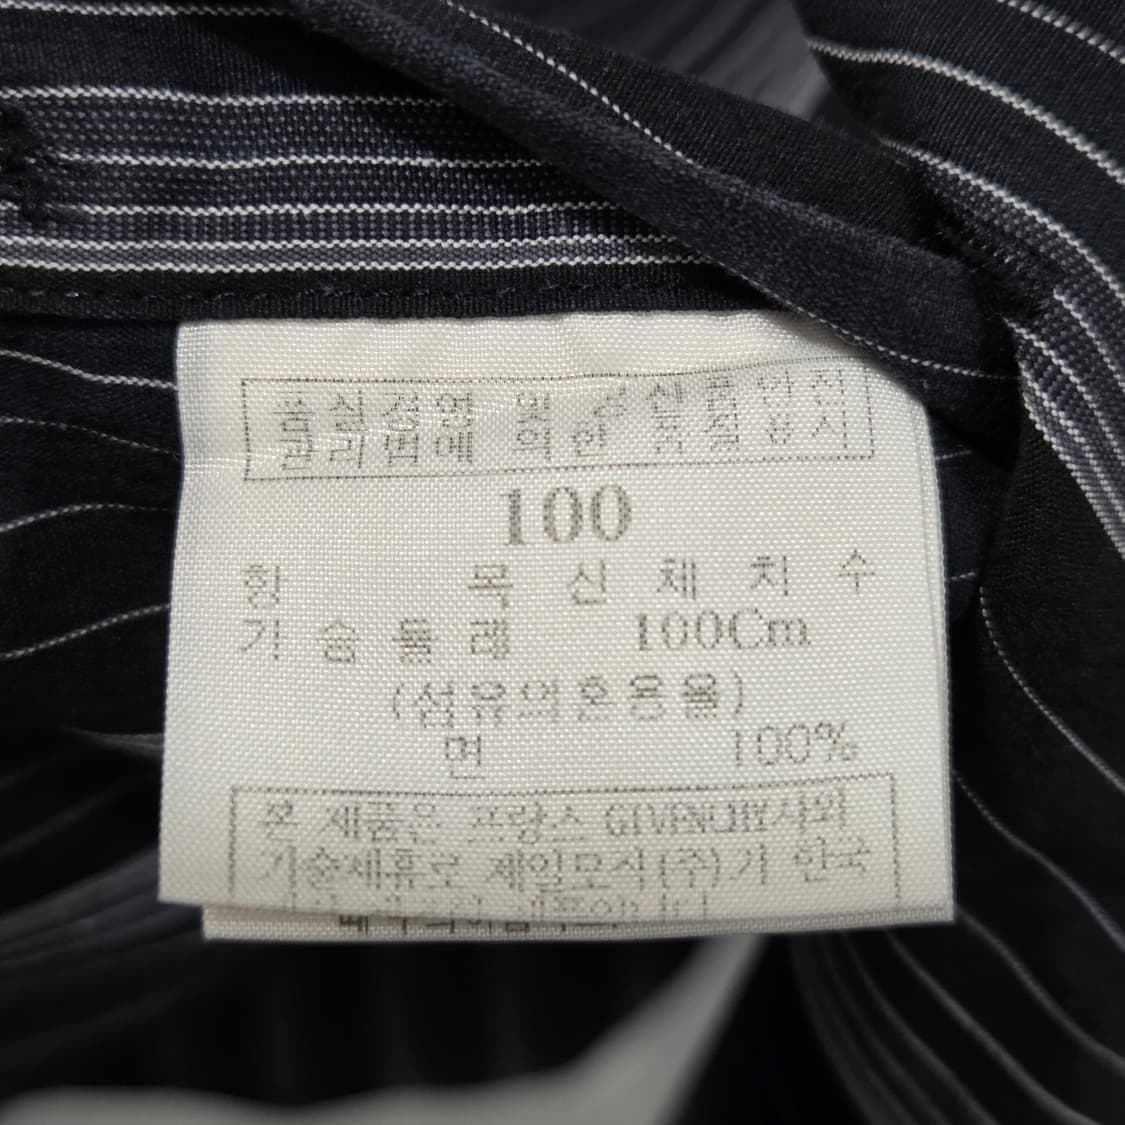 품질경영 및 공산품안전
관리법에 의한 품질표시
100
항 목 신 체 치 수
가 슴 둘 레 100Cm
(섬유의혼용율)
면 100%
본 제품은 프랑스 GIVENCHY사와
기술제휴로 제일모직(주)가 한국